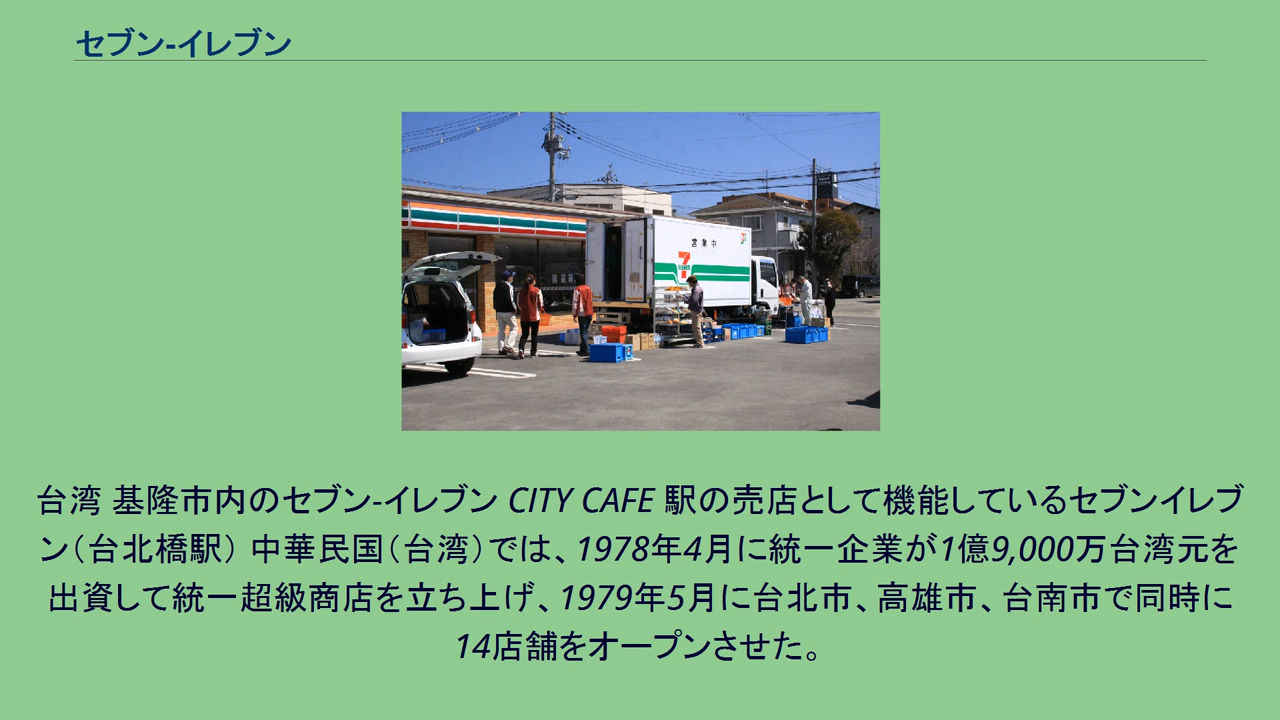 セブン-イレブン
営業中
7
台湾 基隆市内のセブン-イレブン CITY CAFE 駅の売店として機能しているセブンイレブ
ン（台北橋駅） 中華民国（台湾）では、1978年4月に統一企業が1億9,000万台湾元を
出資して統一超級商店を立ち上げ、1979年5月に台北市、高雄市、台南市で同時に
14店舗をオープンさせた。